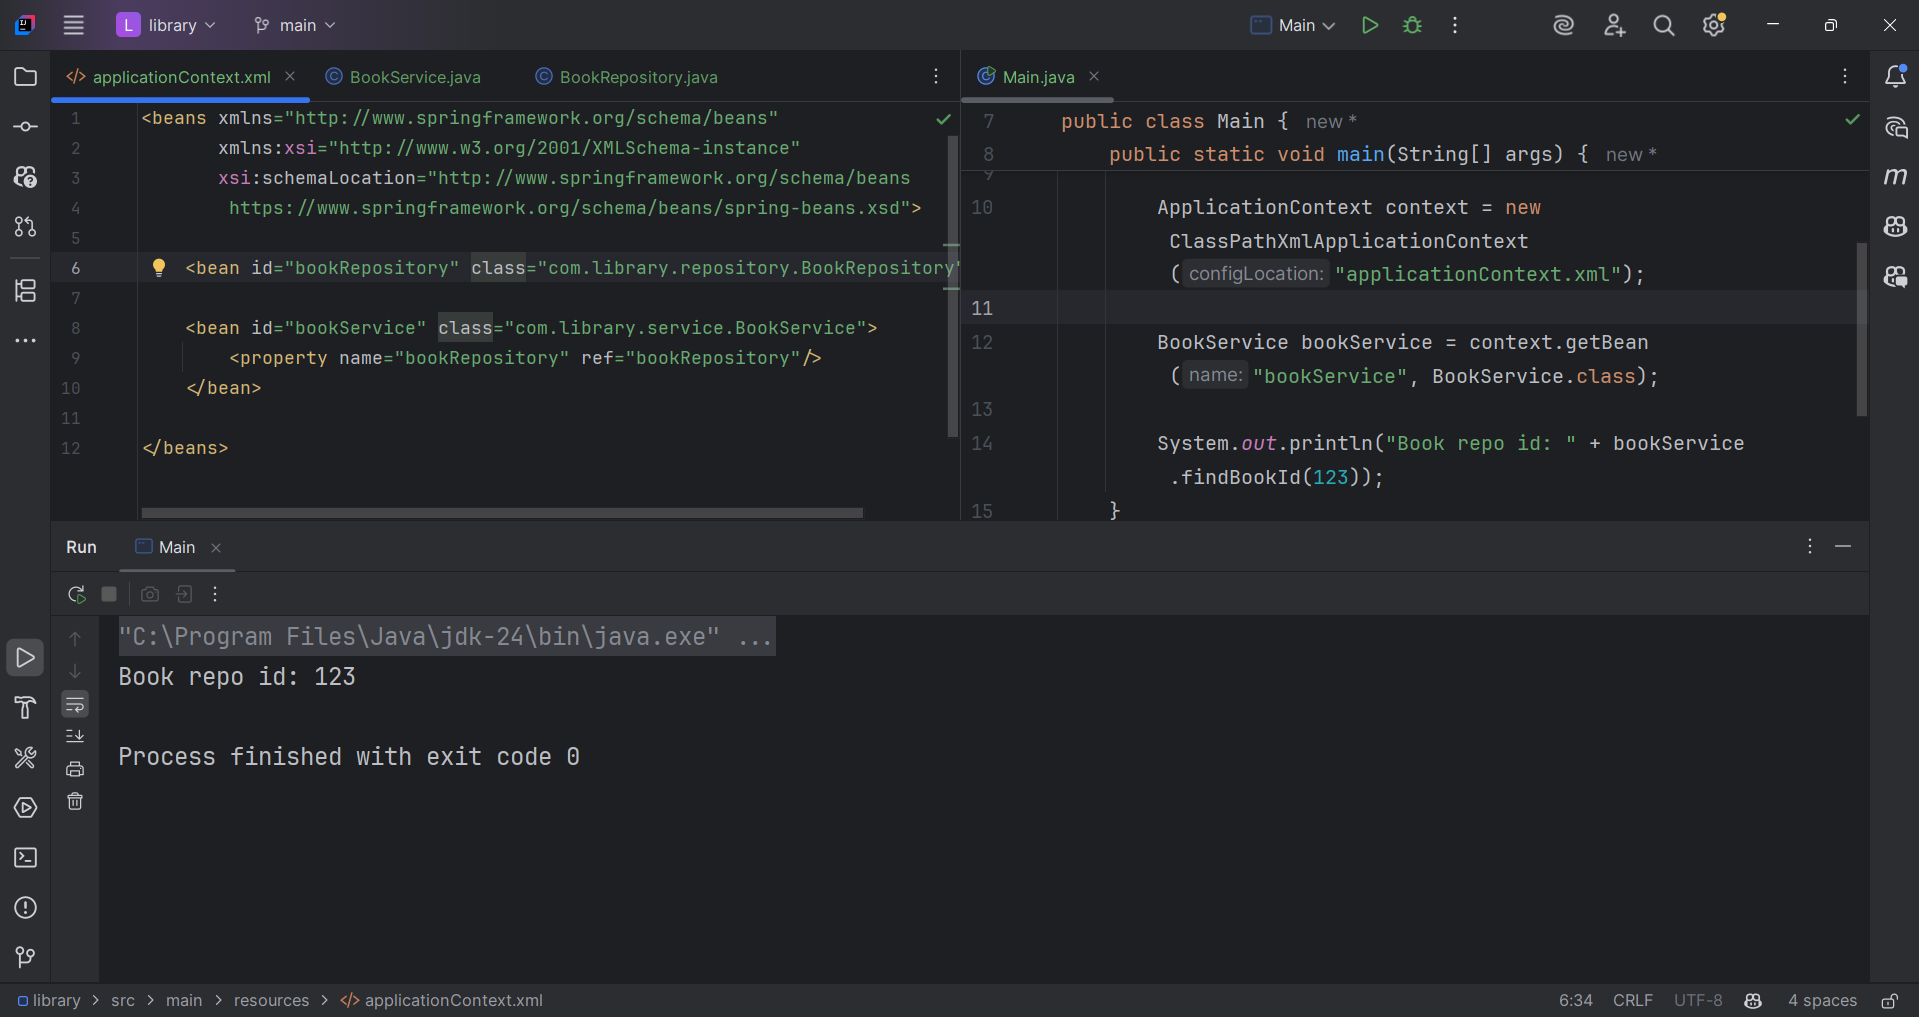 L library main Main
applicationContext.xml BookService.java BookRepository.java Main.java
1 <beans xmlns="http://www.springframework.org/schema/beans"
2 xmlns:xsi="http://www.w3.org/2001/XMLSchema-instance"
3 xsi:schemaLocation="http://www.springframework.org/schema/beans
4 https://www.springframework.org/schema/beans/spring-beans.xsd">
5
6 <bean id="bookRepository" class="com.library.repository.BookRepository"
7
8 <bean id="bookService" class="com.library.service.BookService">
9 <property name="bookRepository" ref="bookRepository"/>
10 </bean>
11
12 </beans>
7 public class Main { new *
8 public static void main(String[] args) { new *
9
10 ApplicationContext context = new
ClassPathXmlApplicationContext
( configLocation: "applicationContext.xml");
11
12 BookService bookService = context.getBean
( name: "bookService", BookService.class);
13
14 System.out.println("Book repo id: " + bookService
.findBookId(123));
15 }
Run Main
"C:\Program Files\Java\jdk-24\bin\java.exe" ...
Book repo id: 123
Process finished with exit code 0
library > src > main > resources > applicationContext.xml 6:34 CRLF UTF-8 4 spaces